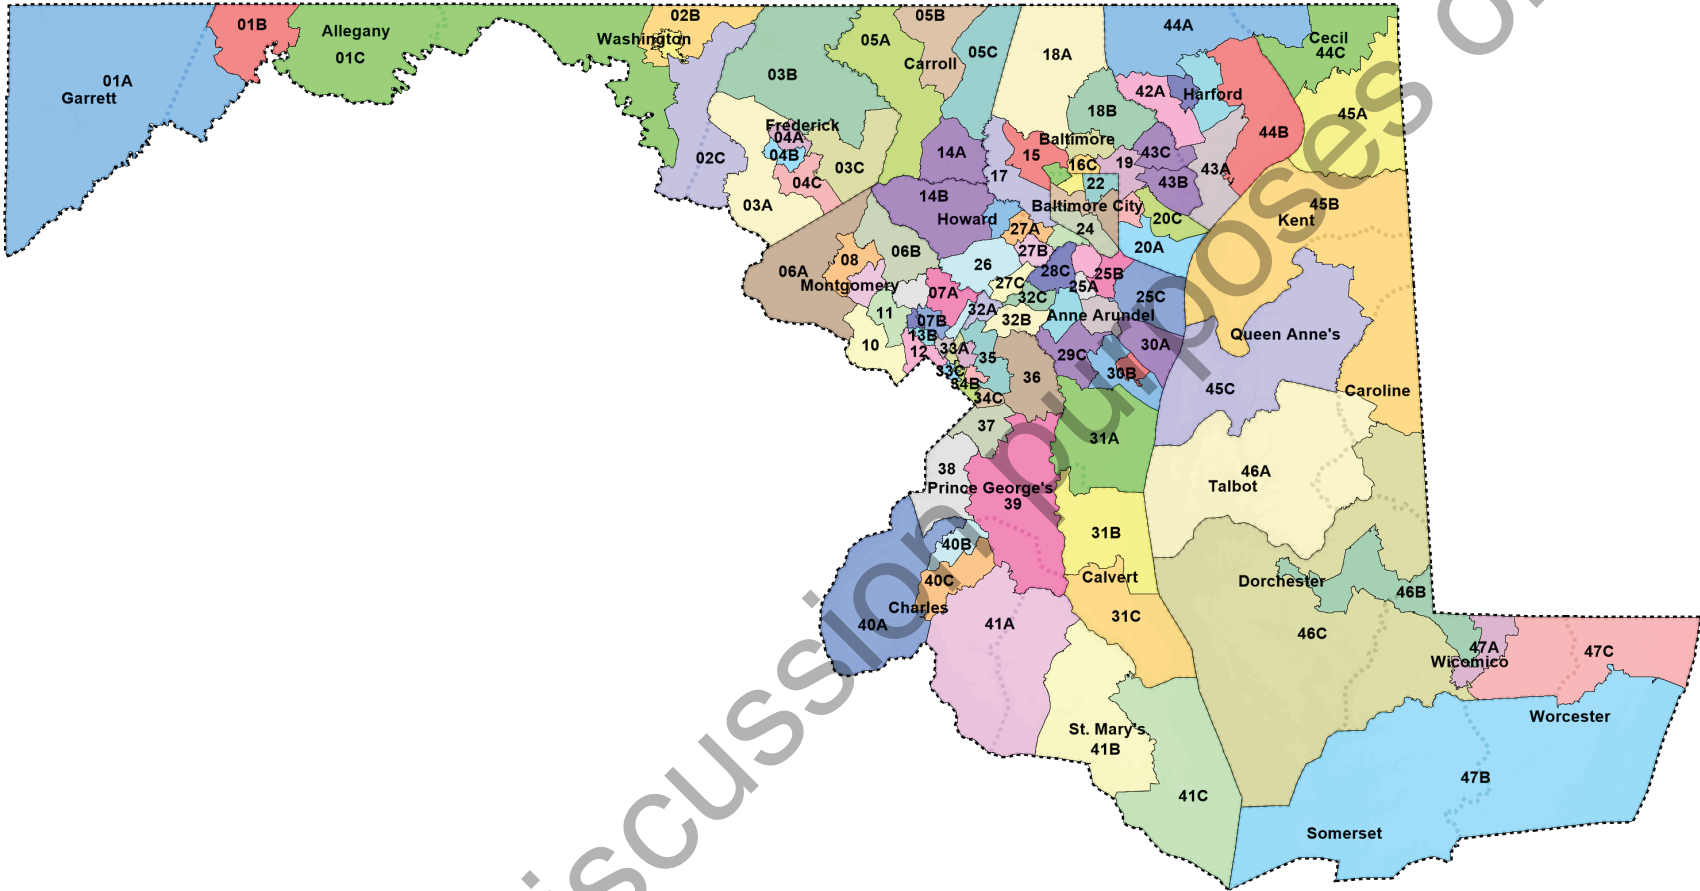 01A
Garrett
01B
Allegany
01C
Washington
02B
02C
03B
Frederick
04A
04B
04C
03C
03A
05A
05B
Carroll
05C
18A
44A
Cecil
44C
45A
42A
Harford
44B
18B
Baltimore
15
16C
19
43C
43A
43B
22
Baltimore City
20C
24
20A
14A
17
14B
Howard
27A
27B
26
27C
28C
25B
25A
25C
32C
Anne Arundel
32A
32B
30A
29C
30B
06A
08
06B
Montgomery
07A
11
07B
13B
10
12
33A
33C
34B
34C
35
36
37
38
Prince George's
39
31A
31B
Calvert
31C
40B
40C
Charles
40A
41A
St. Mary's
41B
41C
45B
Kent
Queen Anne's
45C
Caroline
46A
Talbot
Dorchester
46B
46C
47A
Wicomico
47C
Worcester
47B
Somerset
iscussion purposes o